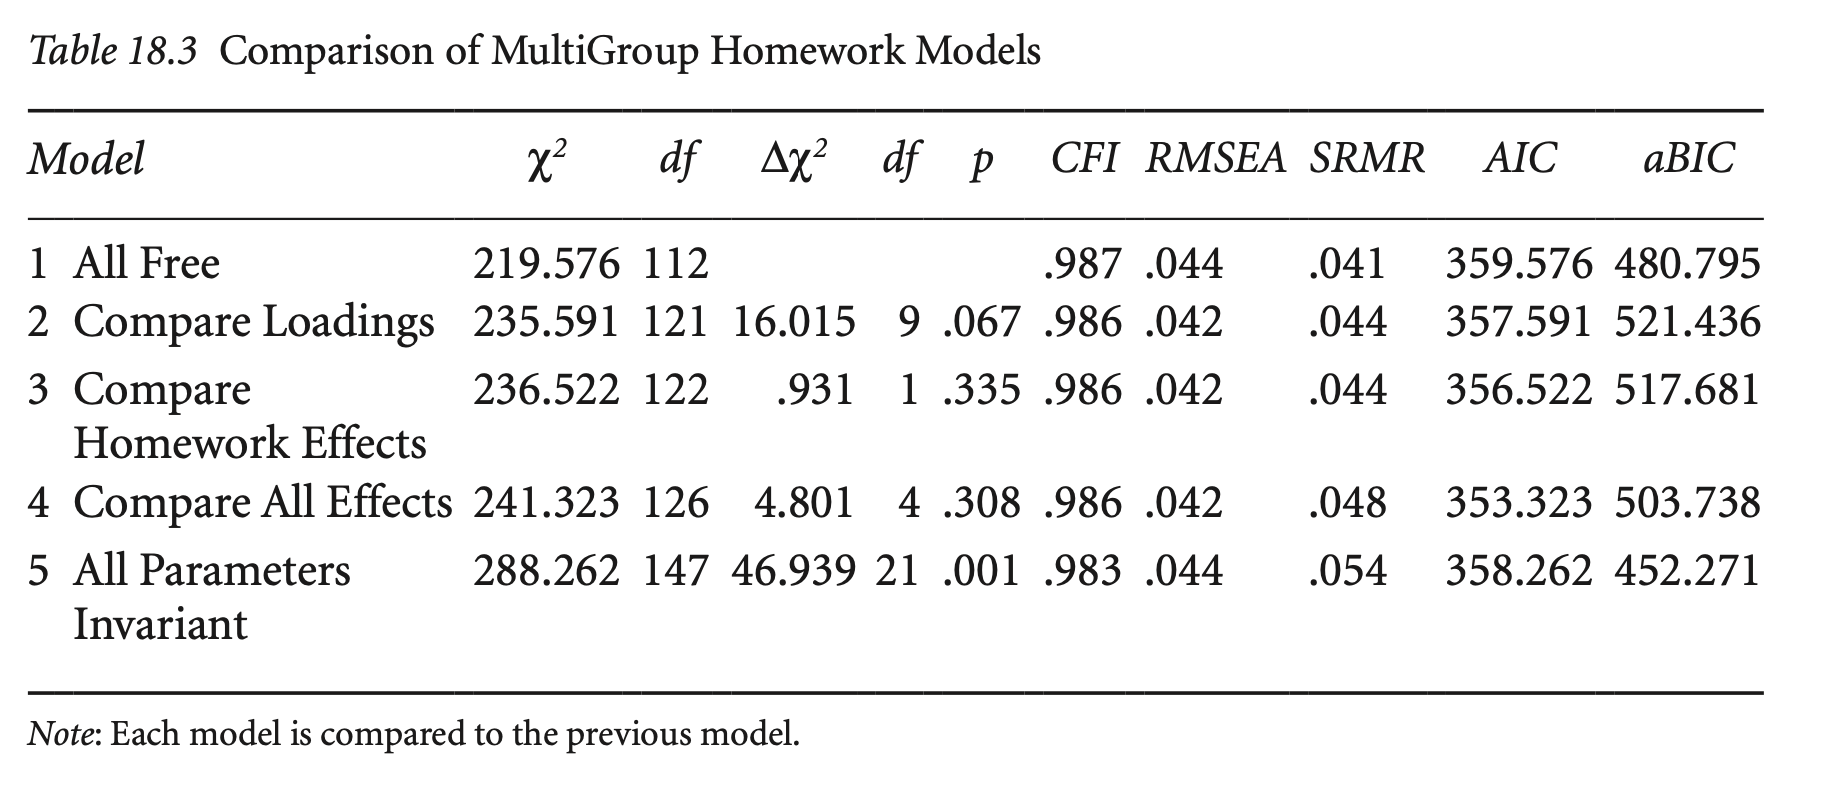 Table 18.3 Comparison of MultiGroup Homework Models
Model χ² df Δχ² df p CFI RMSEA SRMR AIC aBIC
1 All Free 219.576 112 .987 .044 .041 359.576 480.795
2 Compare Loadings 235.591 121 16.015 9 .067 .986 .042 .044 357.591 521.436
3 Compare 236.522 122 .931 1 .335 .986 .042 .044 356.522 517.681
Homework Effects
4 Compare All Effects 241.323 126 4.801 4 .308 .986 .042 .048 353.323 503.738
5 All Parameters 288.262 147 46.939 21 .001 .983 .044 .054 358.262 452.271
Invariant
Note: Each model is compared to the previous model.